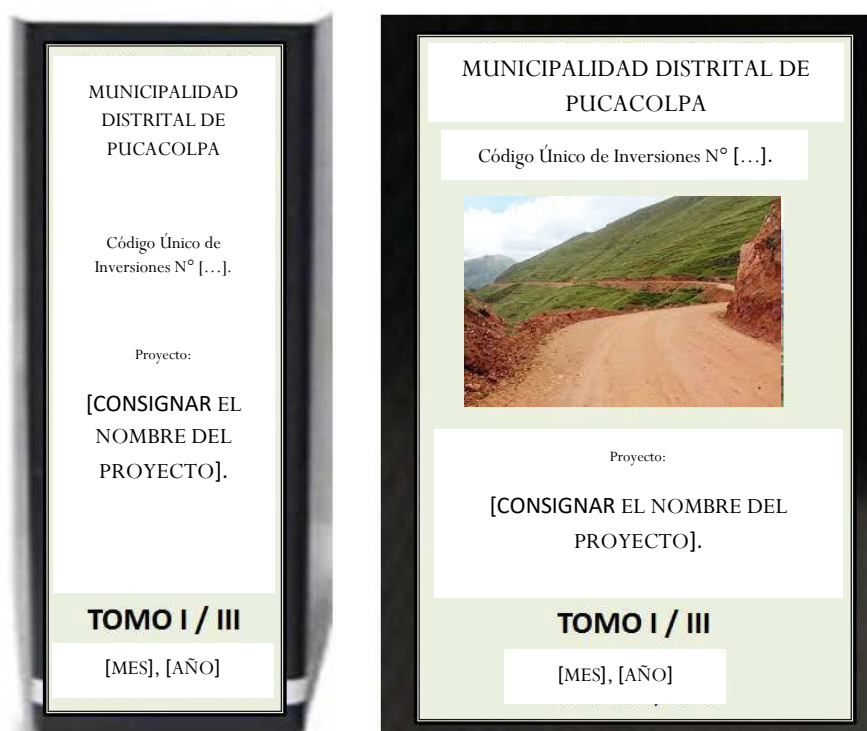 MUNICIPALIDAD
DISTRITAL DE
PUCACOLPA
Código Único de
Inversiones N° [...].
Proyecto:
[CONSIGNAR EL
NOMBRE DEL
PROYECTO].
TOMO I / III
[MES], [AÑO]
MUNICIPALIDAD DISTRITAL DE
PUCACOLPA
Código Único de Inversiones N° [...].
Proyecto:
[CONSIGNAR EL NOMBRE DEL
PROYECTO].
TOMO I / III
[MES], [AÑO]